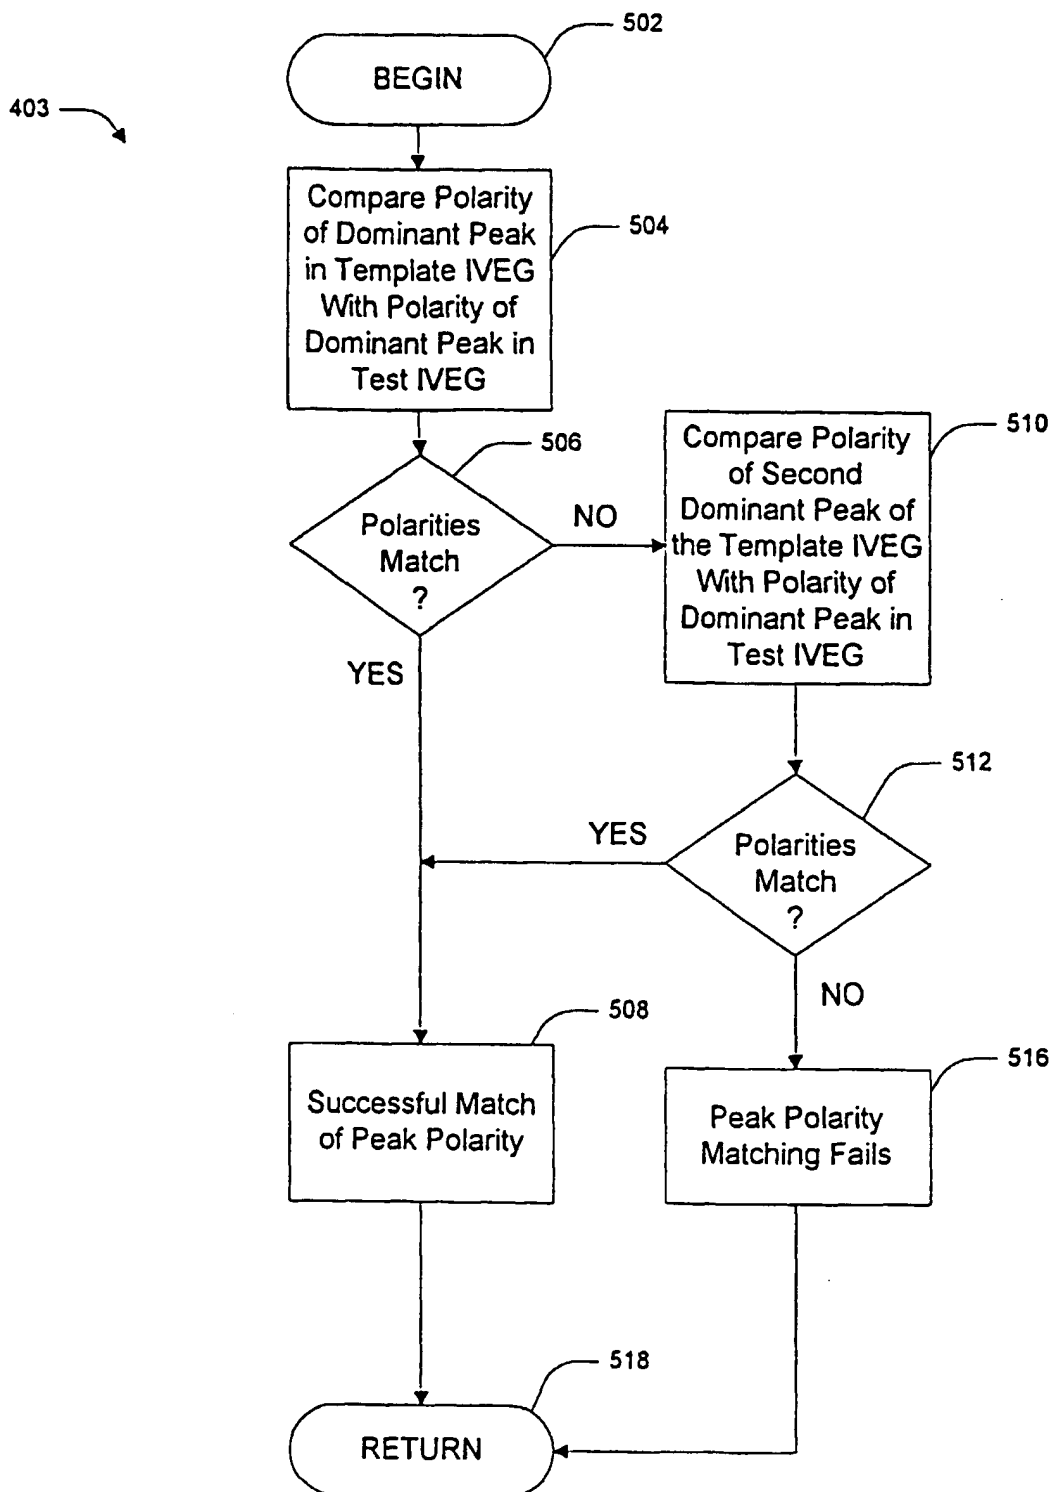 502
BEGIN
403
Compare Polarity
of Dominant Peak
in Template IVEG
With Polarity of
Dominant Peak in
Test IVEG
504
506
Polarities
Match
?
NO
YES
510
Compare Polarity
of Second
Dominant Peak of
the Template IVEG
With Polarity of
Dominant Peak in
Test IVEG
512
Polarities
Match
?
YES
NO
508
Successful Match
of Peak Polarity
516
Peak Polarity
Matching Fails
518
RETURN